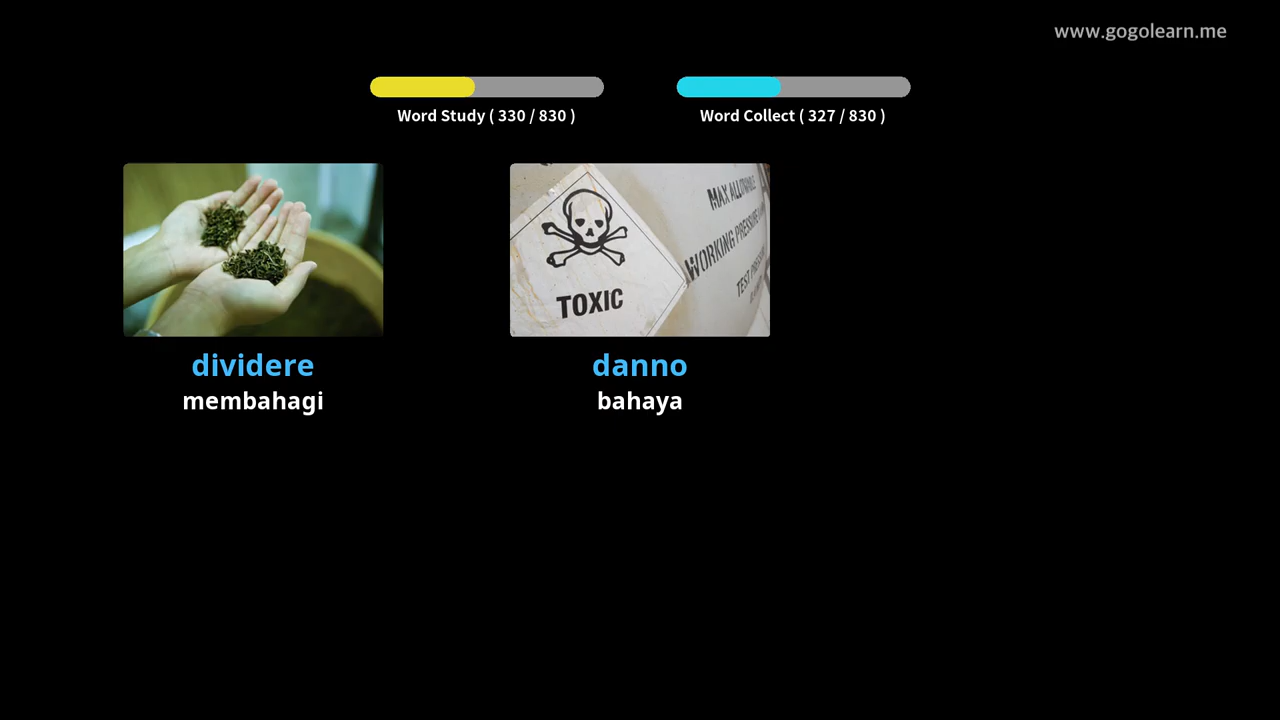 www.gogolearn.me
Word Study ( 330 / 830 )
Word Collect ( 327 / 830 )
MAX ALLOWABLE
WORKING PRESSURE
TEST PRESSURE
TOXIC
dividere
danno
membahagi
bahaya